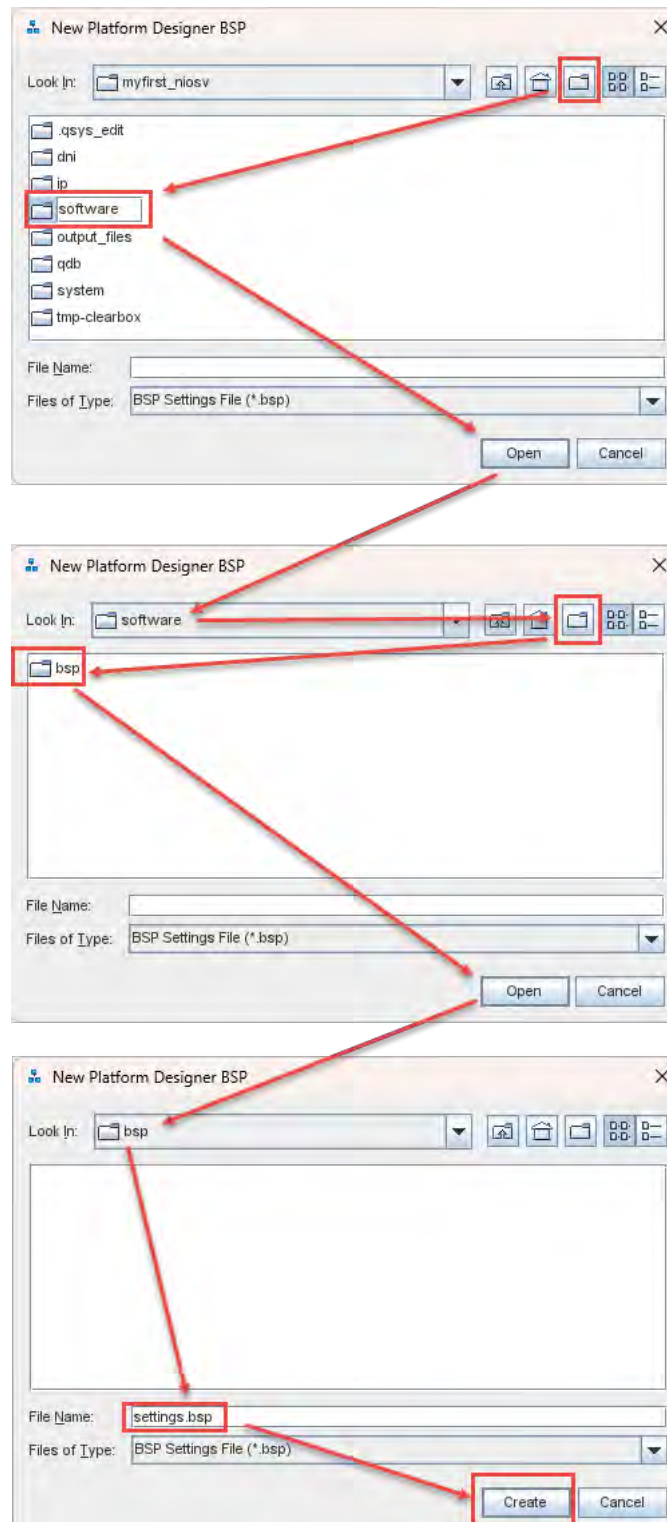 New Platform Designer BSP
Look In: myfirst_niosv
.qsys_edit
dni
ip
software
output_files
qdb
system
tmp-clearbox
File Name:
Files of Type: BSP Settings File (*.bsp)
Open Cancel
New Platform Designer BSP
Look In: software
bsp
File Name:
Files of Type: BSP Settings File (*.bsp)
Open Cancel
New Platform Designer BSP
Look In: bsp
File Name: settings.bsp
Files of Type: BSP Settings File (*.bsp)
Create Cancel